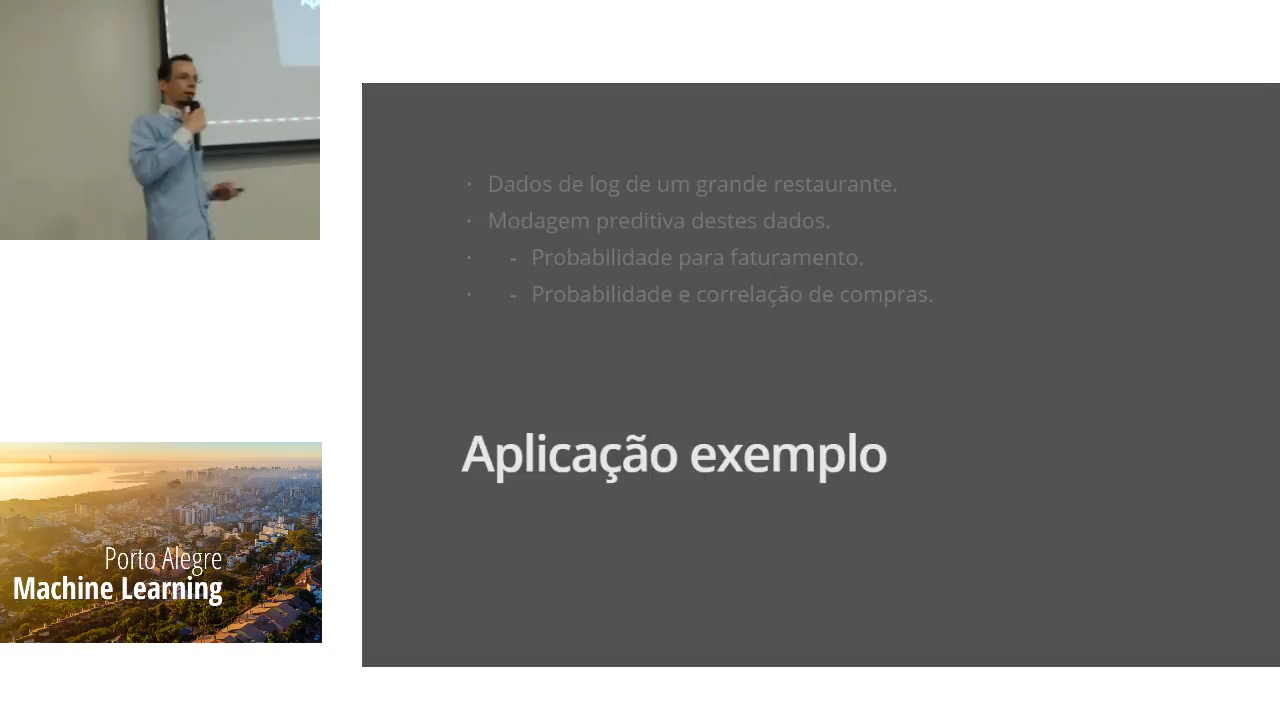 · Dados de log de um grande restaurante.
· Modagem preditiva destes dados.
· - Probabilidade para faturamento.
· - Probabilidade e correlação de compras.
Aplicação exemplo
Porto Alegre
Machine Learning